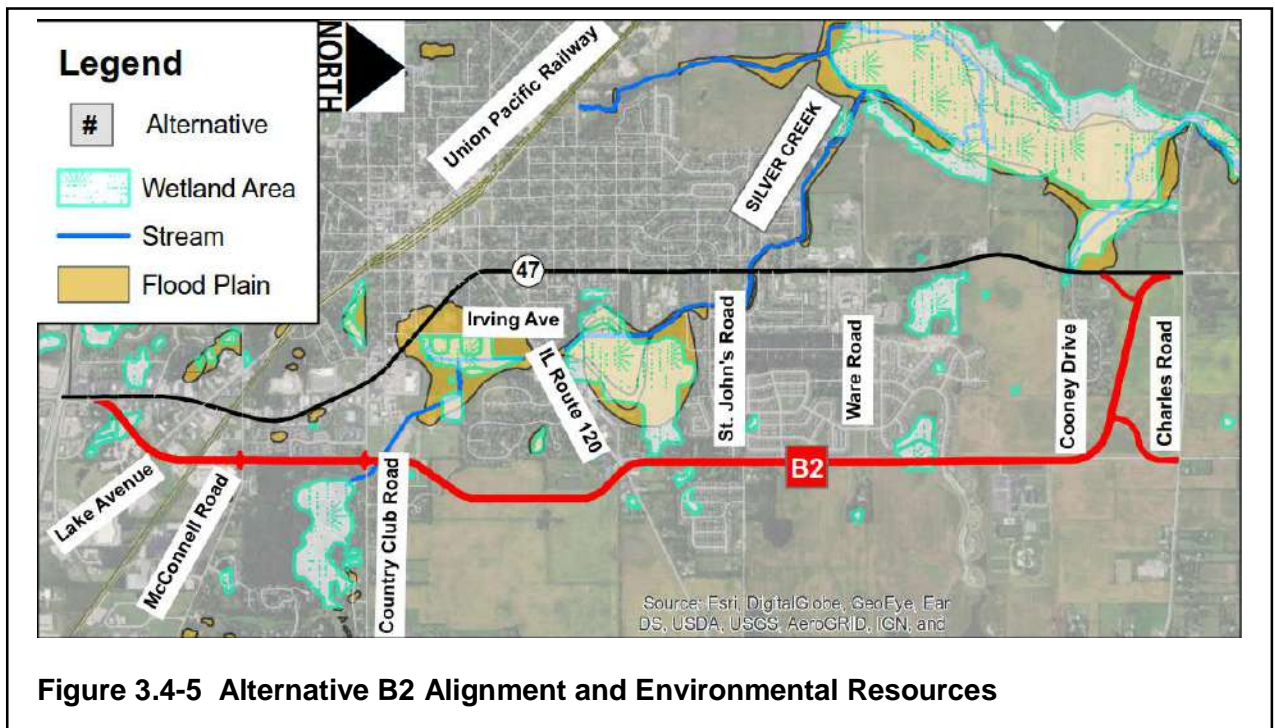 Legend
# Alternative
Wetland Area
Stream
Flood Plain
NORTH
Union Pacific Railway
SILVER CREEK
47
Irving Ave
IL Route 120
St. John's Road
Ware Road
Cooney Drive
Charles Road
B2
Lake Avenue
McConnell Road
Country Club Road
Source: Esri, DigitalGlobe, GeoEye, Ear
DS, USDA, USGS, AeroGRID, IGN, and
Figure 3.4-5 Alternative B2 Alignment and Environmental Resources